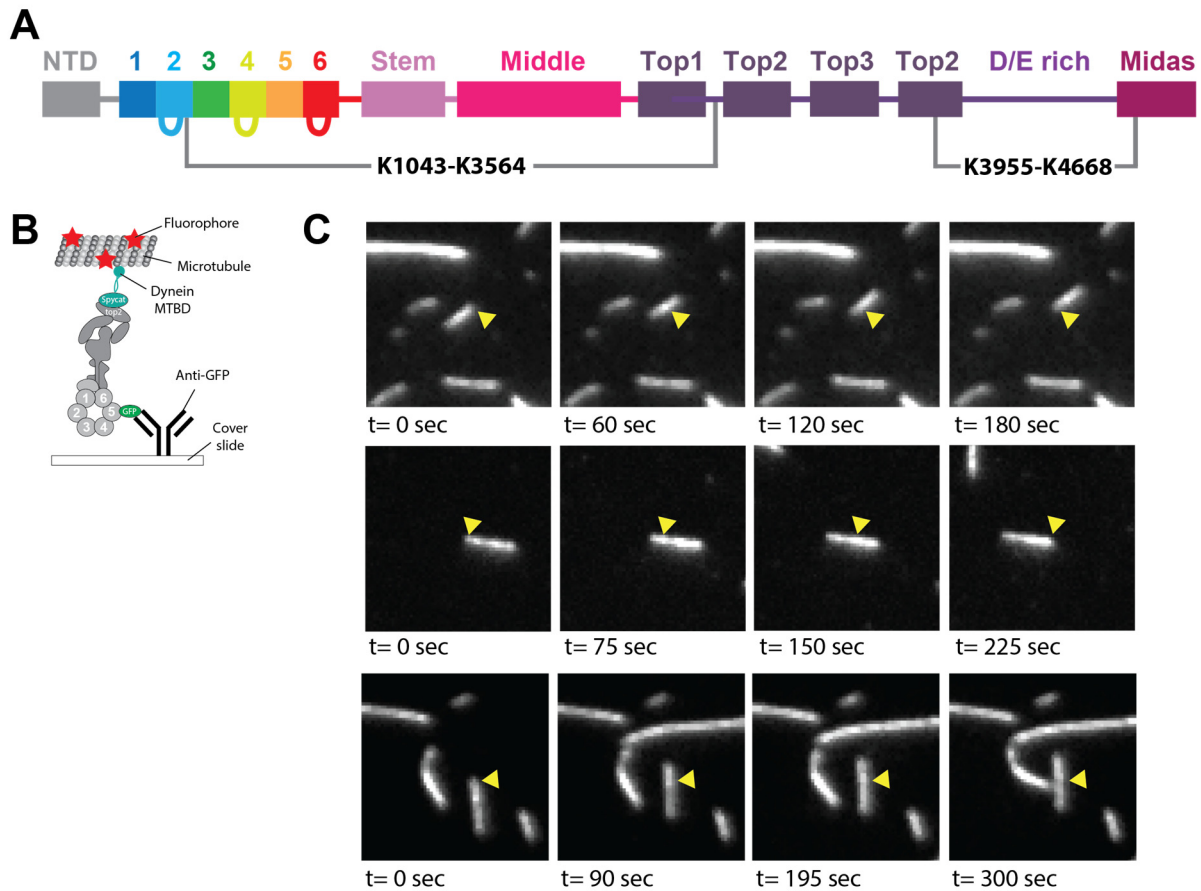 A
NTD 1 2 3 4 5 6 Stem Middle Top1 Top2 Top3 Top2 D/E rich Midas
K1043-K3564
K3955-K4668
B
Fluorophore
Microtubule
Dynein
MTBD
Spycat
top2
Anti-GFP
1 6
2 5 GFP
3 4
Cover
slide
C
t= 0 sec t= 60 sec t= 120 sec t= 180 sec
t= 0 sec t= 75 sec t= 150 sec t= 225 sec
t= 0 sec t= 90 sec t= 195 sec t= 300 sec